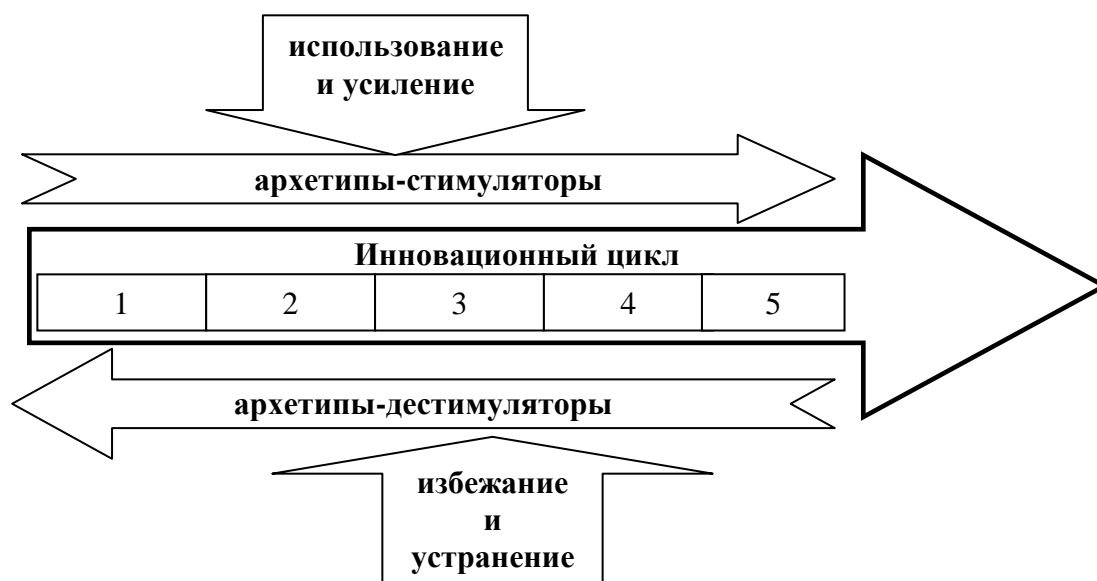 использование
и усиление
архетипы-стимуляторы
Инновационный цикл
1 2 3 4 5
архетипы-дестимуляторы
избежание
и
устранение